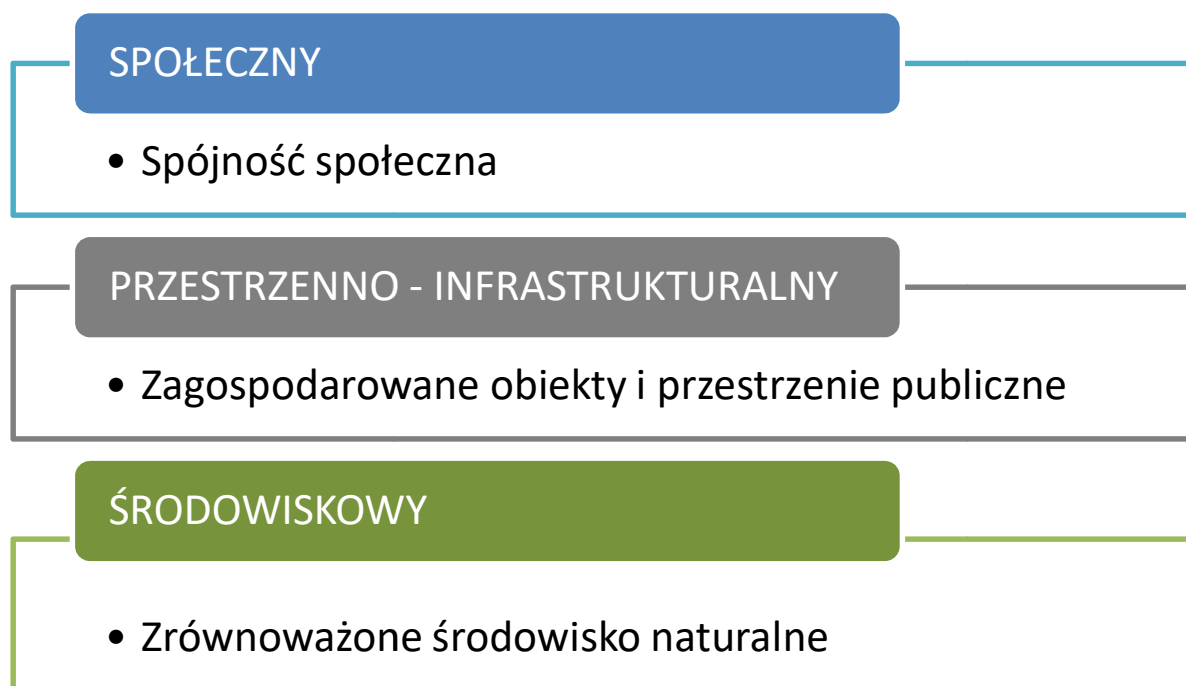 SPOŁECZNY
• Spójność społeczna
PRZESTRZENNO - INFRASTRUKTURALNY
• Zagospodarowane obiekty i przestrzenie publiczne
ŚRODOWISKOWY
• Zrównoważone środowisko naturalne